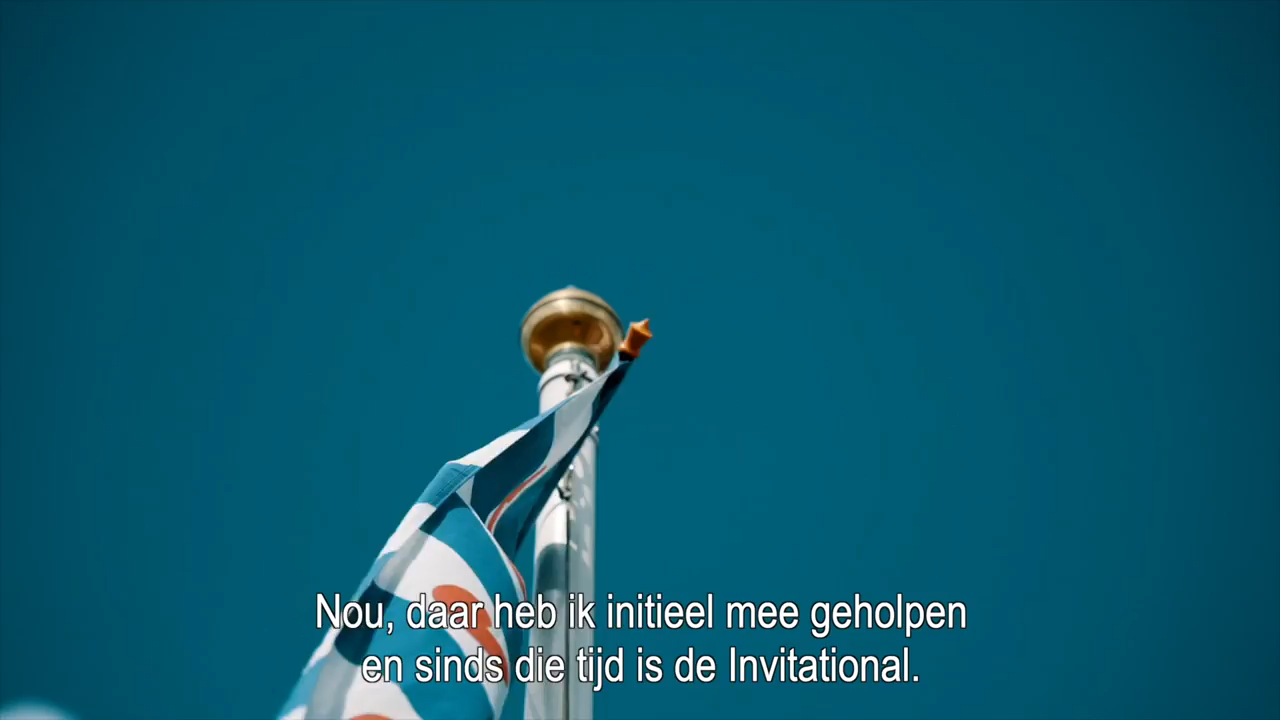 Nou, daar heb ik initieel mee geholpen
en sinds die tijd is de Invitational.